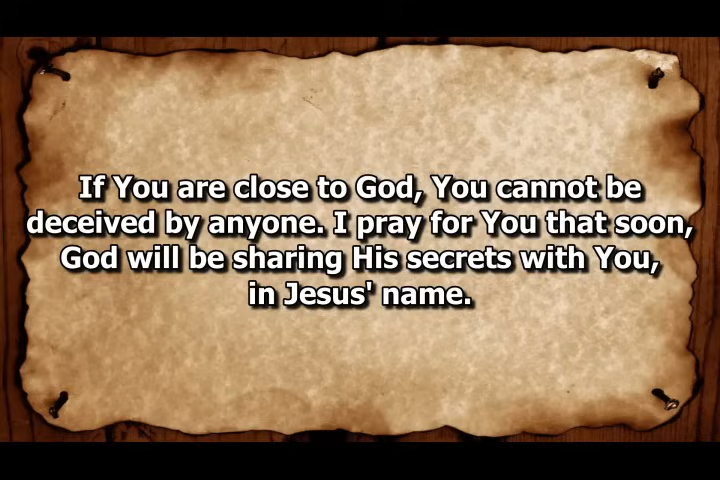 If You are close to God, You cannot be
deceived by anyone. I pray for You that soon,
God will be sharing His secrets with You,
in Jesus' name.